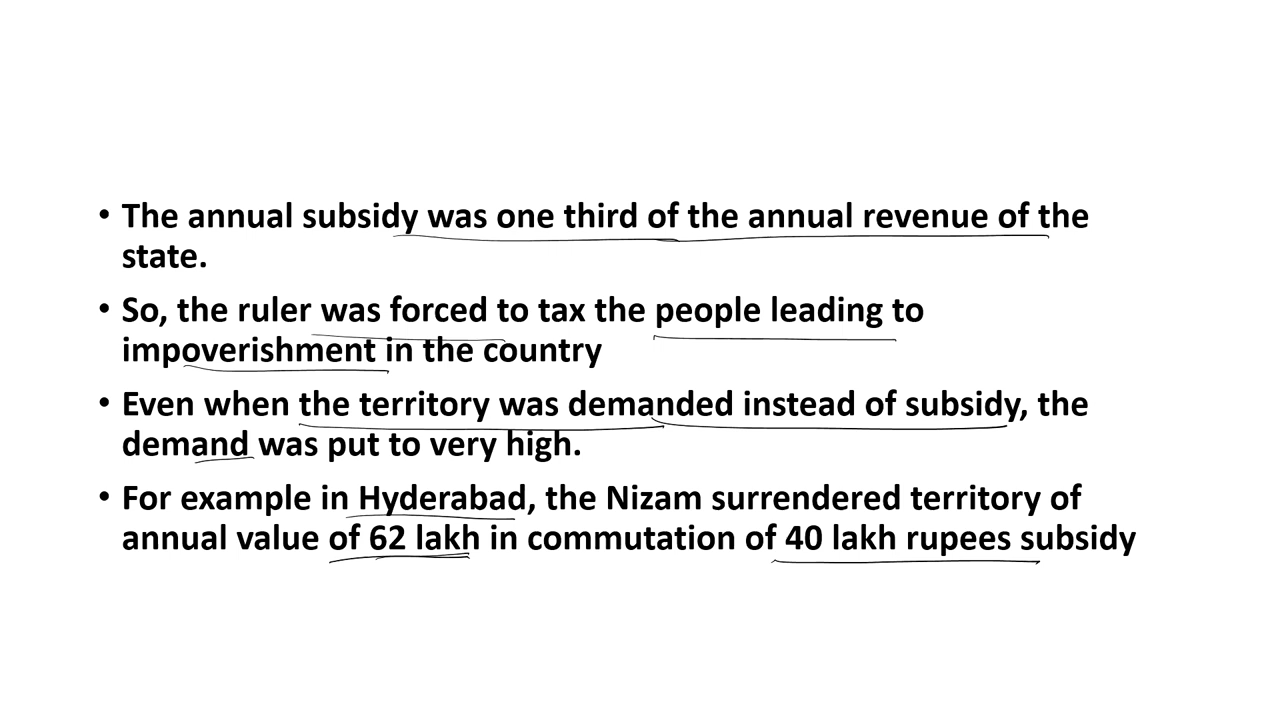 • The annual subsidy was one third of the annual revenue of the
state.
• So, the ruler was forced to tax the people leading to
impoverishment in the country
• Even when the territory was demanded instead of subsidy, the
demand was put to very high.
• For example in Hyderabad, the Nizam surrendered territory of
annual value of 62 lakh in commutation of 40 lakh rupees subsidy